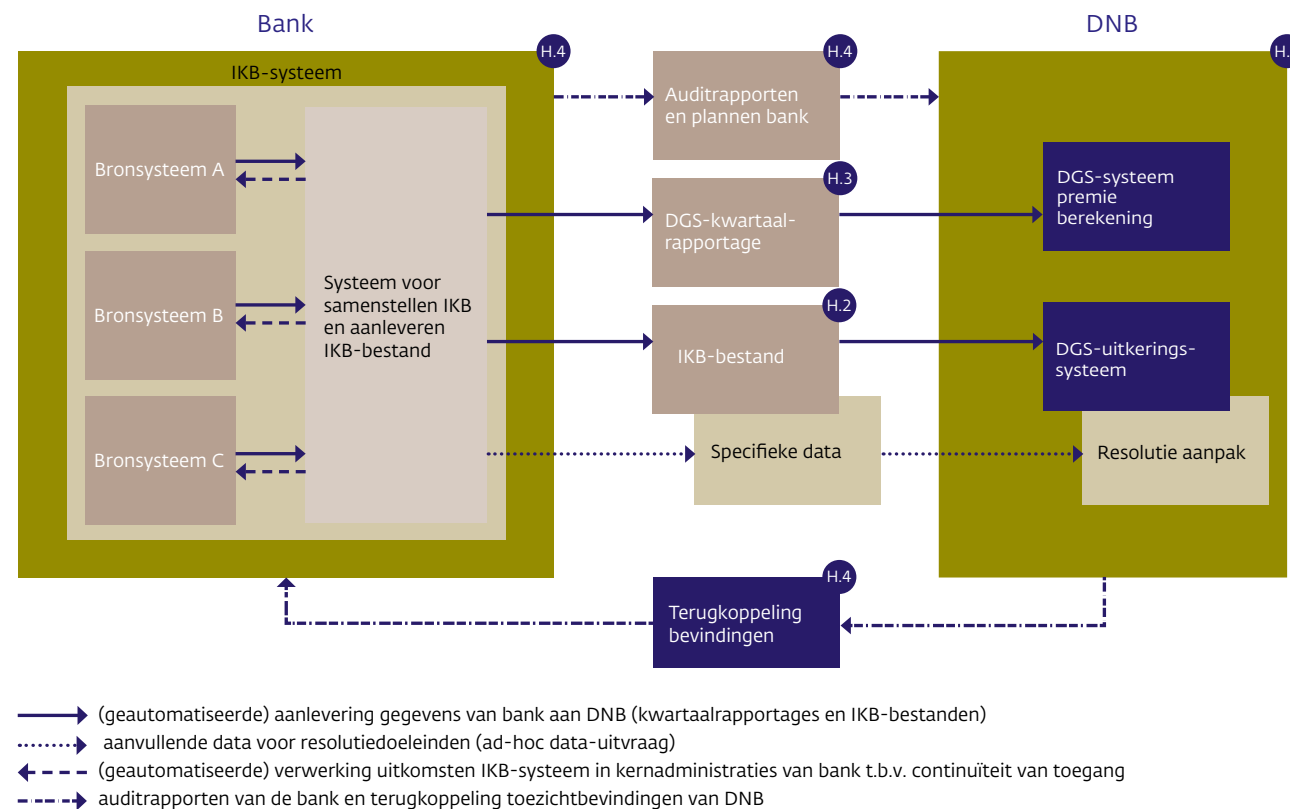 Bank
DNB
H.4
H.4
H.
IKB-systeem
Auditrapporten
en plannen bank
Bronsysteem A
H.3
DGS-systeem
premie
berekening
DGS-kwartaal-
rapportage
Systeem voor
samenstellen IKB
en aanleveren
IKB-bestand
Bronsysteem B
H.2
IKB-bestand
DGS-uitkerings-
systeem
Bronsysteem C
Specifieke data
Resolutie aanpak
H.4
Terugkoppeling
bevindingen
(geautomatiseerde) aanlevering gegevens van bank aan DNB (kwartaalrapportages en IKB-bestanden)
aanvullende data voor resolutiedoeleinden (ad-hoc data-uitvraag)
(geautomatiseerde) verwerking uitkomsten IKB-systeem in kernadministraties van bank t.b.v. continuïteit van toegang
auditrapporten van de bank en terugkoppeling toezichtbevindingen van DNB